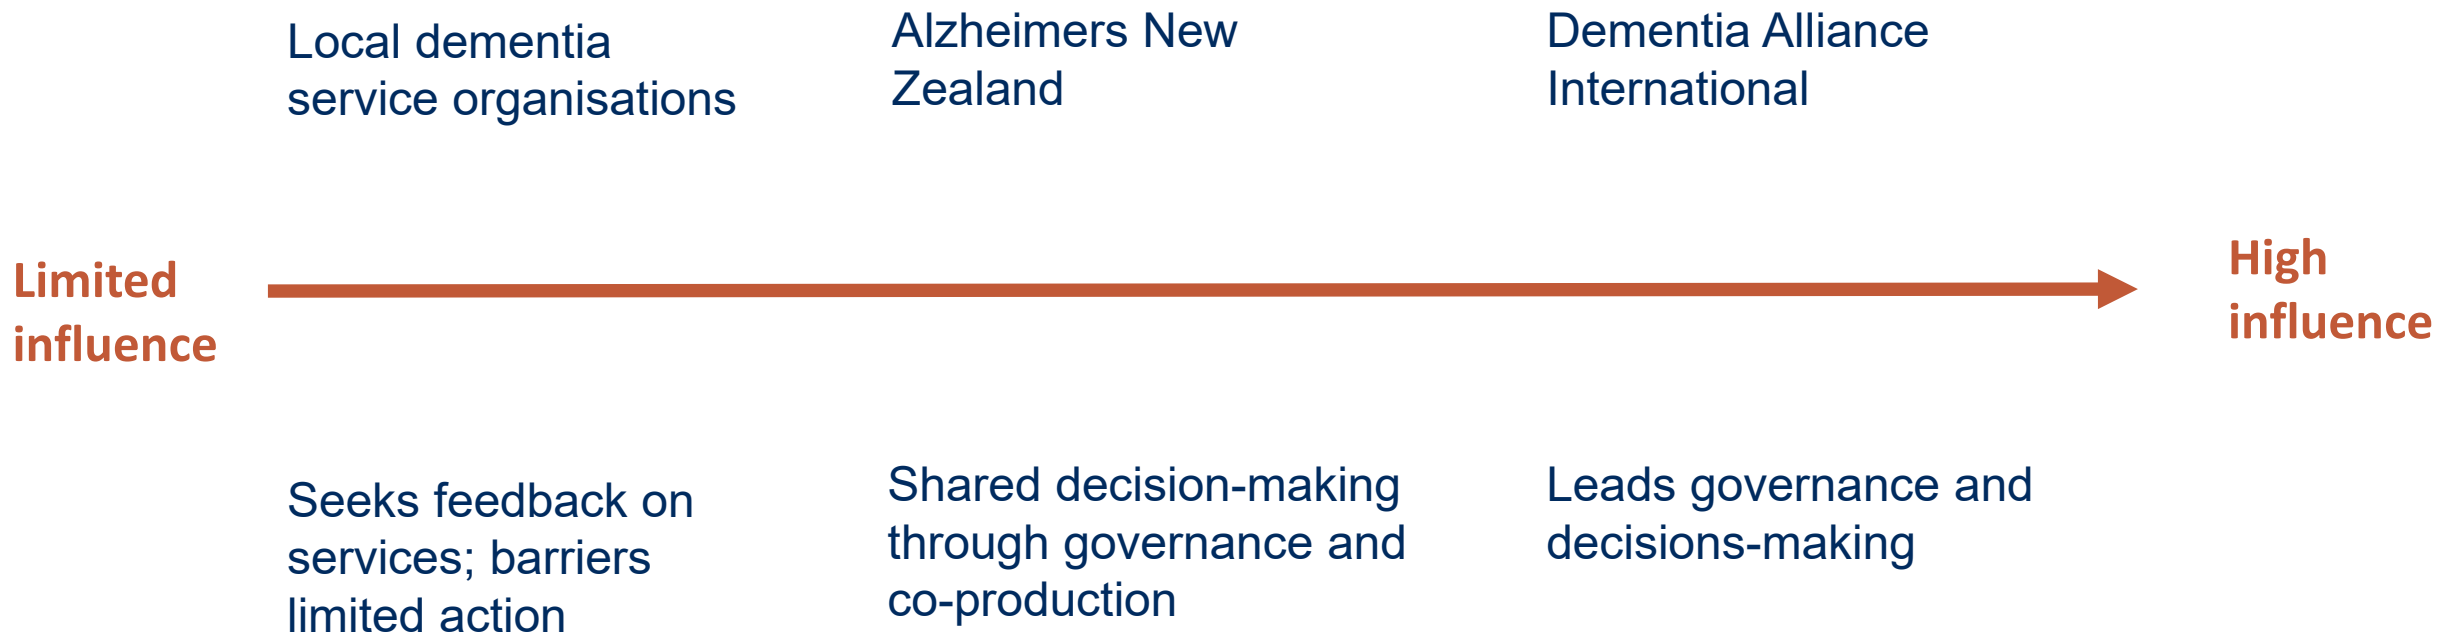 Local dementia
service organisations
Alzheimers New
Zealand
Dementia Alliance
International
Limited
influence
High
influence
Seeks feedback on
services; barriers
limited action
Shared decision-making
through governance and
co-production
Leads governance and
decisions-making